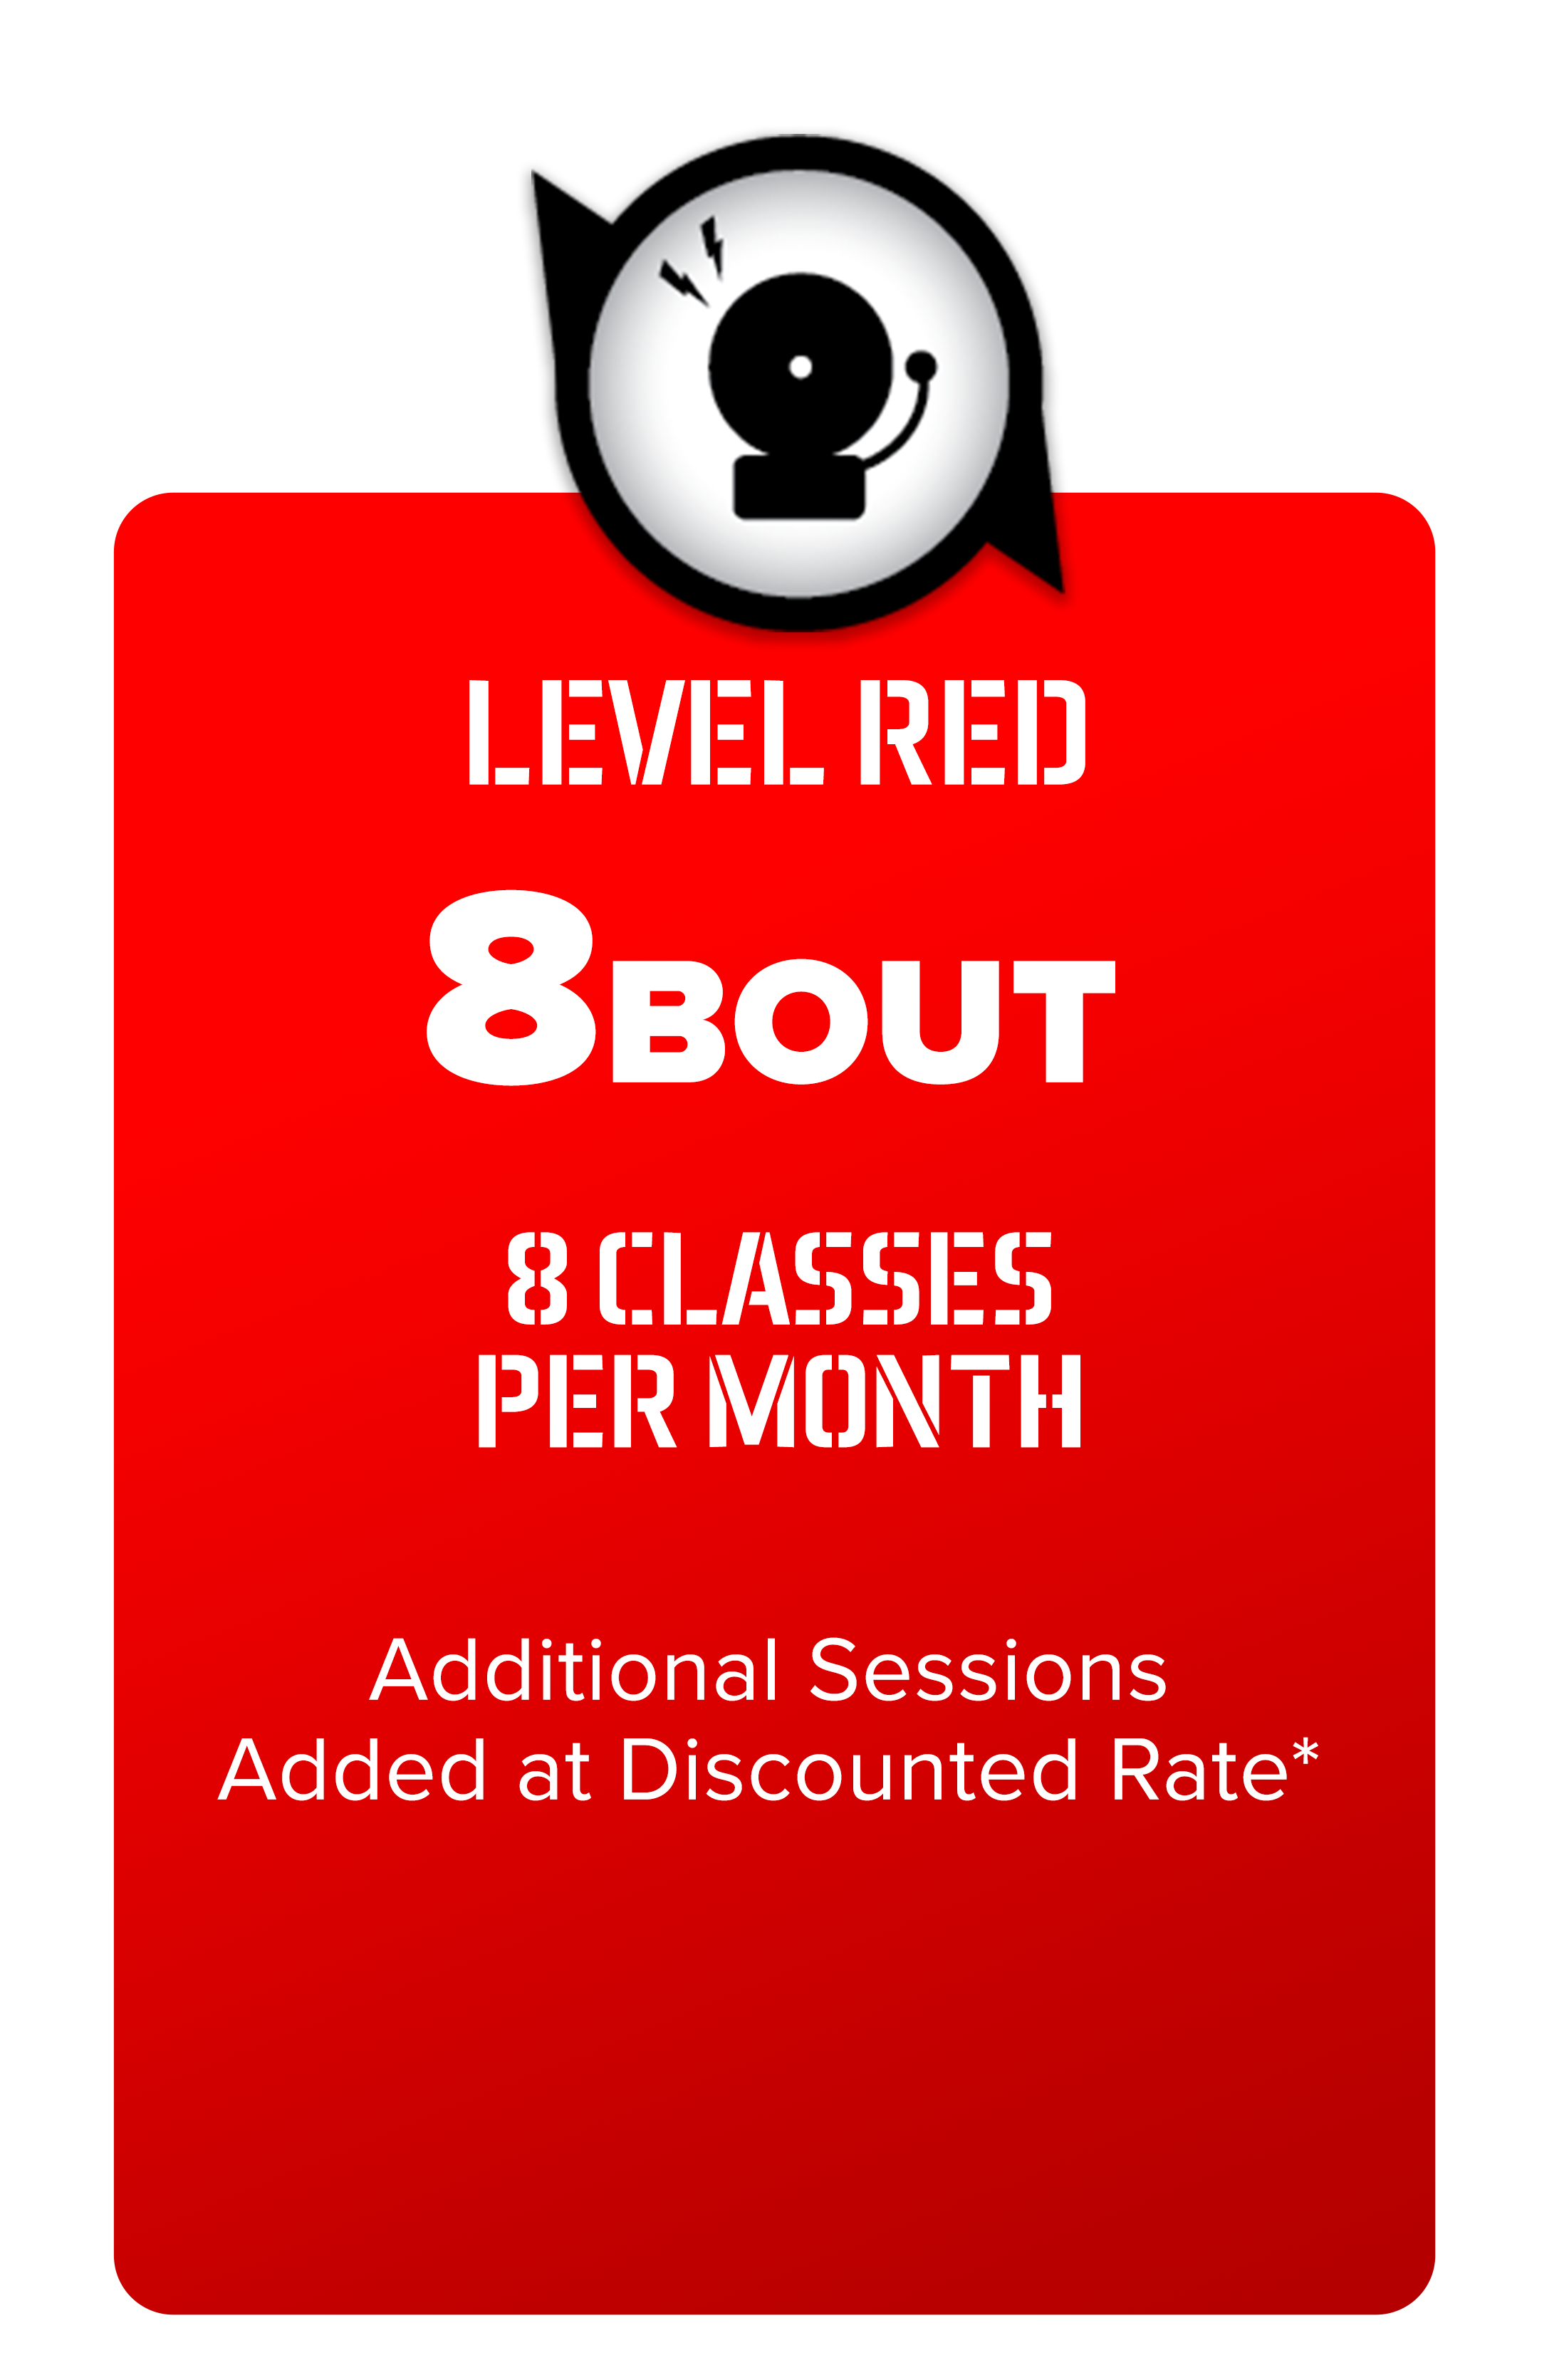 LEVEL RED
8BOUT
8 CLASSES
PER MONTH
Additional Sessions
Added at Discounted Rate*